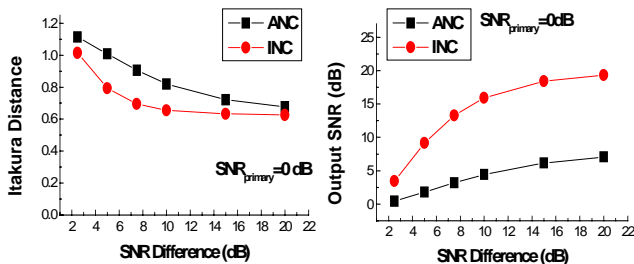 1.2
1.0
0.8
0.6
0.4
0.2
0.0
Itakura Distance
ANC
INC
SNRprimary=0 dB
2 4 6 8 10 12 14 16 18 20 22
SNR Difference (dB)
25
20
15
10
5
0
Output SNR (dB)
ANC
INC
SNRprimary=0dB
2 4 6 8 10 12 14 16 18 20 22
SNR Difference (dB)